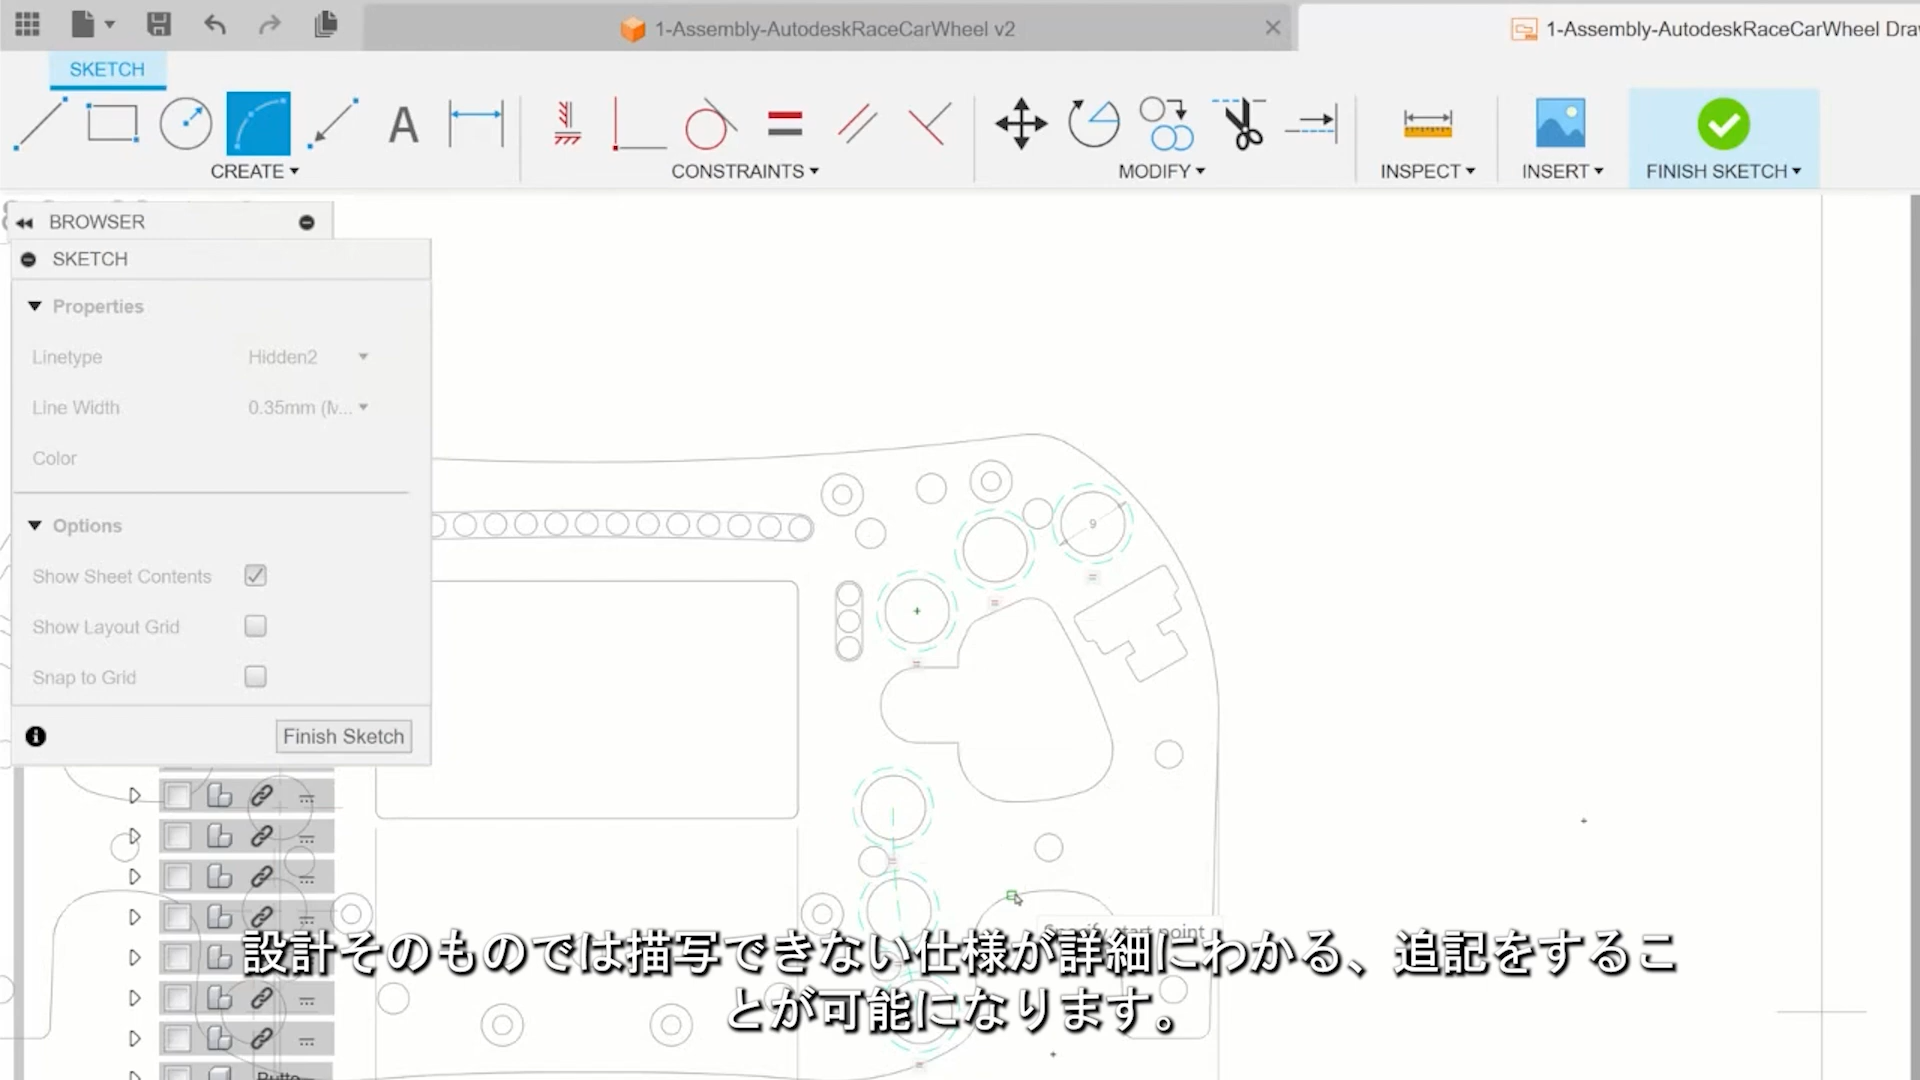 1-Assembly-AutodeskRaceCarWheel v2
1-Assembly-AutodeskRaceCarWheel Dra
SKETCH
CREATE
CONSTRAINTS
MODIFY
INSPECT
INSERT
FINISH SKETCH
BROWSER
SKETCH
Properties
Linetype Hidden2
Line Width 0.35mm (M...
Color
Options
Show Sheet Contents
Show Layout Grid
Snap to Grid
Finish Sketch
9
Specify start point
設計そのものでは描写できない仕様が詳細にわかる、追記をするこ
とが可能になります。